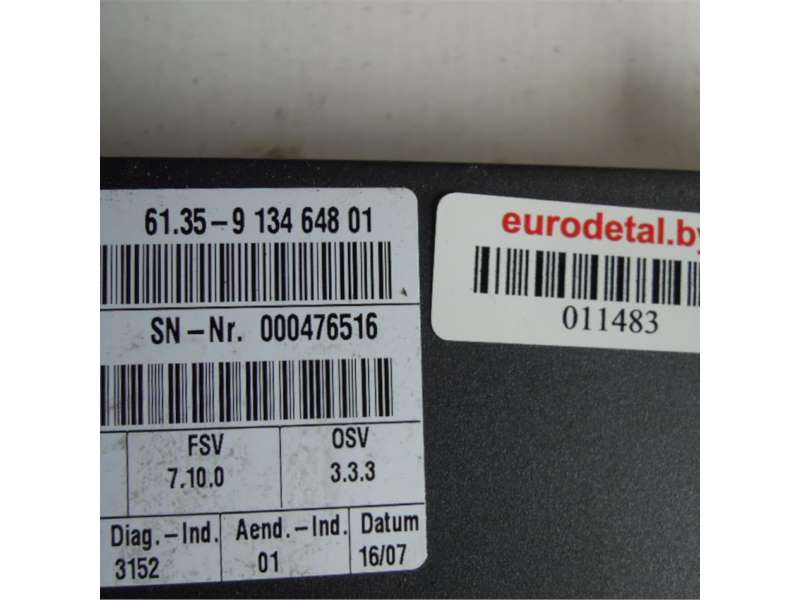 61.35-9 134 648 01
SN-Nr. 000476516
FSV OSV
7.10.0 3.3.3
Diag.-Ind. Aend.-Ind. Datum
3152 01 16/07
eurodetal.by
011483